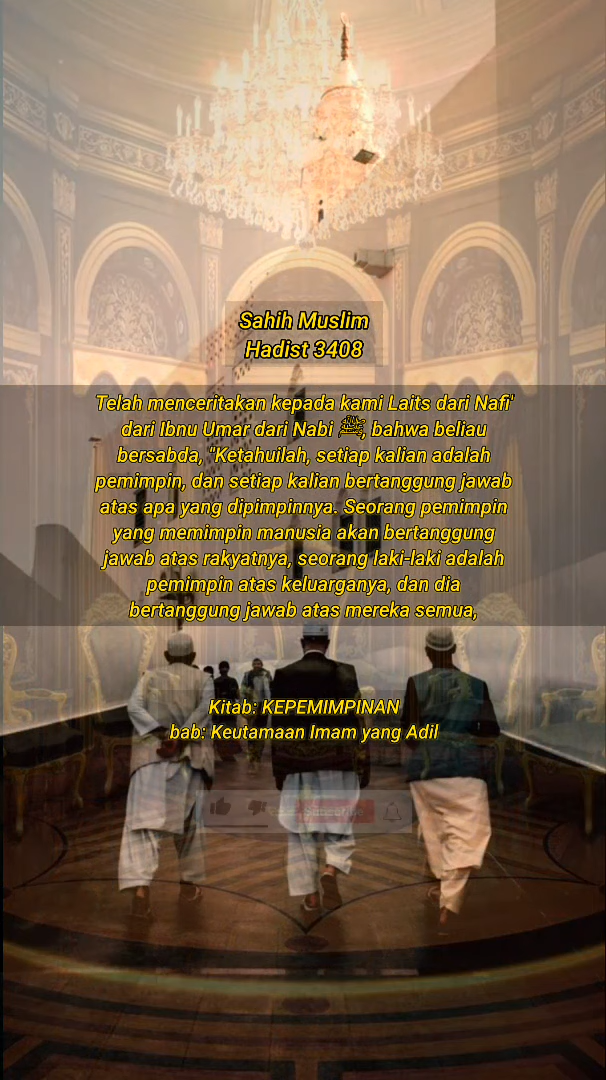 Sahih Muslim
Hadist 3408
Telah menceritakan kepada kami Laits dari Nafi'
dari Ibnu Umar dari Nabi ﷺ, bahwa beliau
bersabda, "Ketahuilah, setiap kalian adalah
pemimpin, dan setiap kalian bertanggung jawab
atas apa yang dipimpinnya. Seorang pemimpin
yang memimpin manusia akan bertanggung
jawab atas rakyatnya, seorang laki-laki adalah
pemimpin atas keluarganya, dan dia
bertanggung jawab atas mereka semua,
Kitab: KEPEMIMPINAN
bab: Keutamaan Imam yang Adil
Subscribe